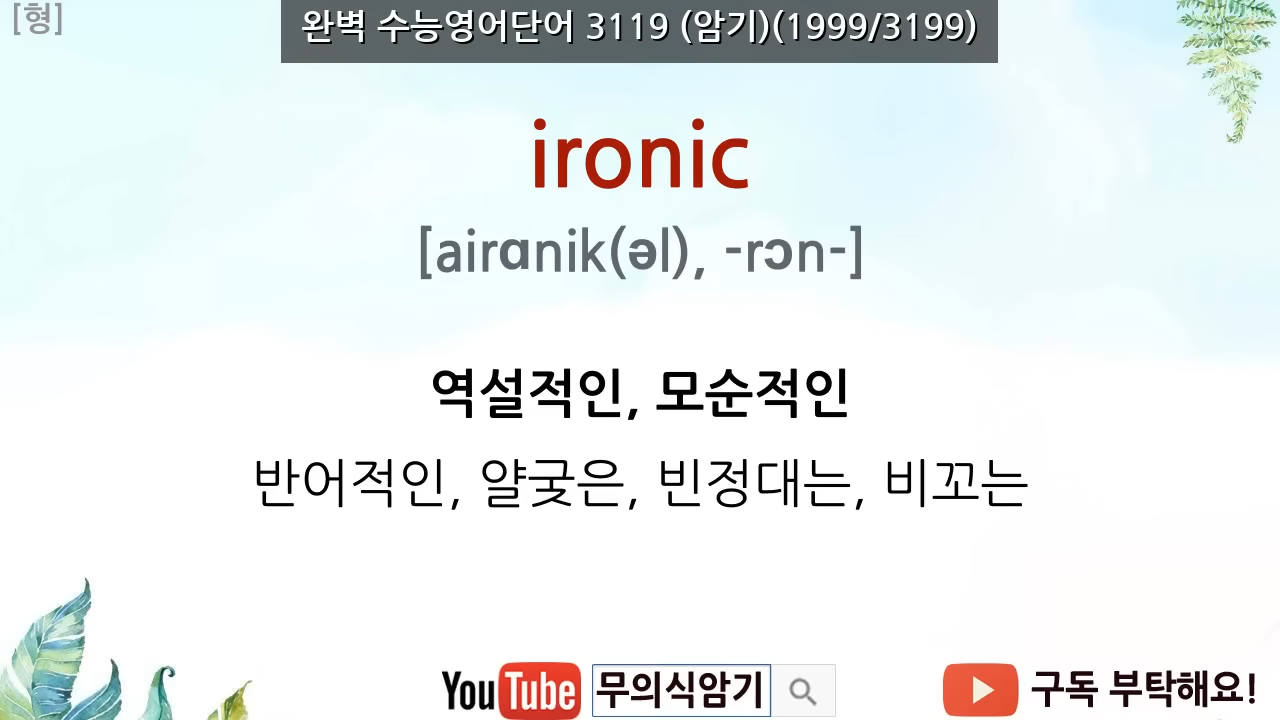 [형]
완벽 수능영어단어 3119 (암기)(1999/3199)
ironic
[airɑnik(əl), -rɔn-]
역설적인, 모순적인
반어적인, 얄궂은, 빈정대는, 비꼬는
YouTube 무의식암기
구독 부탁해요!